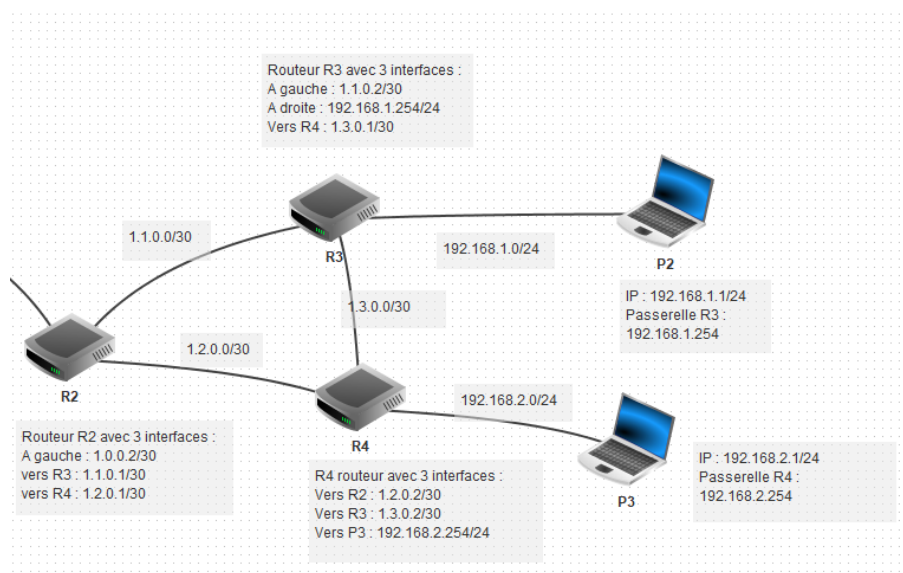 Routeur R3 avec 3 interfaces :
A gauche : 1.1.0.2/30
A droite : 192.168.1.254/24
Vers R4 : 1.3.0.1/30
1.1.0.0/30
R3
192.168.1.0/24
P2
IP : 192.168.1.1/24
Passerelle R3 :
192.168.1.254
1.3.0.0/30
1.2.0.0/30
R2
Routeur R2 avec 3 interfaces :
A gauche : 1.0.0.2/30
vers R3 : 1.1.0.1/30
vers R4 : 1.2.0.1/30
192.168.2.0/24
R4
R4 routeur avec 3 interfaces :
Vers R2 : 1.2.0.2/30
Vers R3 : 1.3.0.2/30
Vers P3 : 192.168.2.254/24
P3
IP : 192.168.2.1/24
Passerelle R4 :
192.168.2.254